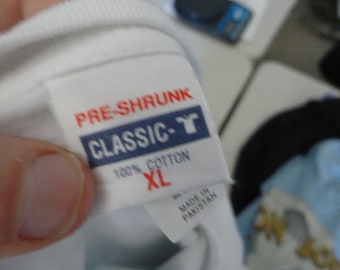 PRE-SHRUNK
CLASSIC-T
100% COTTON
XL
MADE IN
PAKISTAN